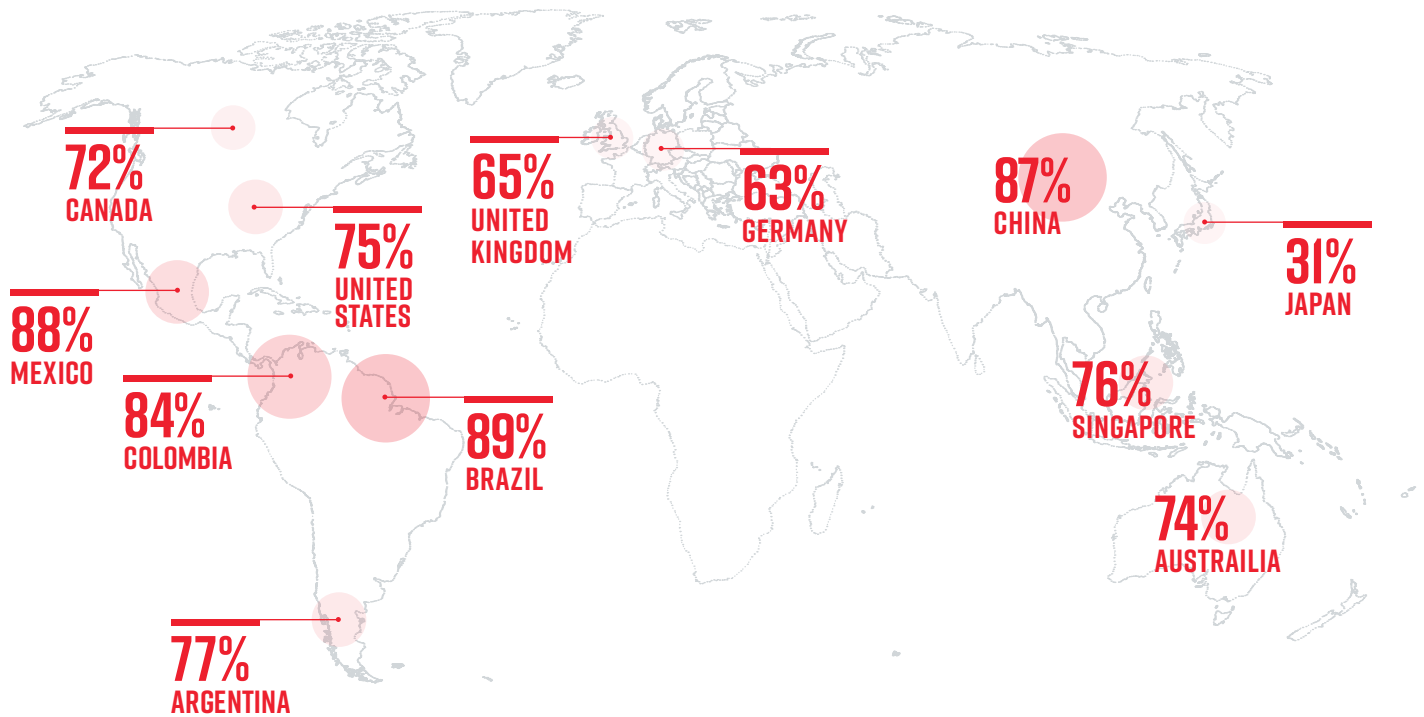 72%
CANADA
75%
UNITED
STATES
88%
MEXICO
84%
COLOMBIA
89%
BRAZIL
77%
ARGENTINA
65%
UNITED
KINGDOM
63%
GERMANY
87%
CHINA
31%
JAPAN
76%
SINGAPORE
74%
AUSTRAILIA